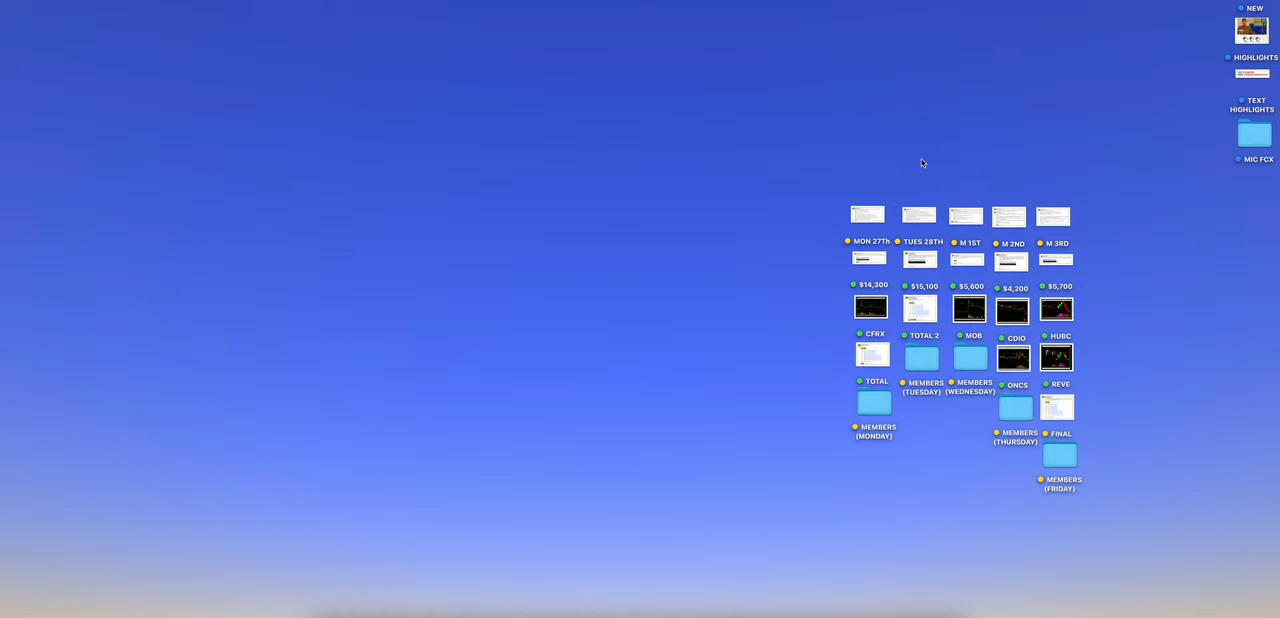 NEW
HIGHLIGHTS
TEXT
HIGHLIGHTS
MIC FCX
MON 27Th
TUES 28TH
M 1ST
M 2ND
M 3RD
$14,300
$15,100
$5,600
$4,200
$5,700
CFRX
TOTAL 2
MOB
CDIO
HUBC
TOTAL
MEMBERS
(TUESDAY)
MEMBERS
(WEDNESDAY)
ONCS
REVE
MEMBERS
(MONDAY)
MEMBERS
(THURSDAY)
FINAL
MEMBERS
(FRIDAY)